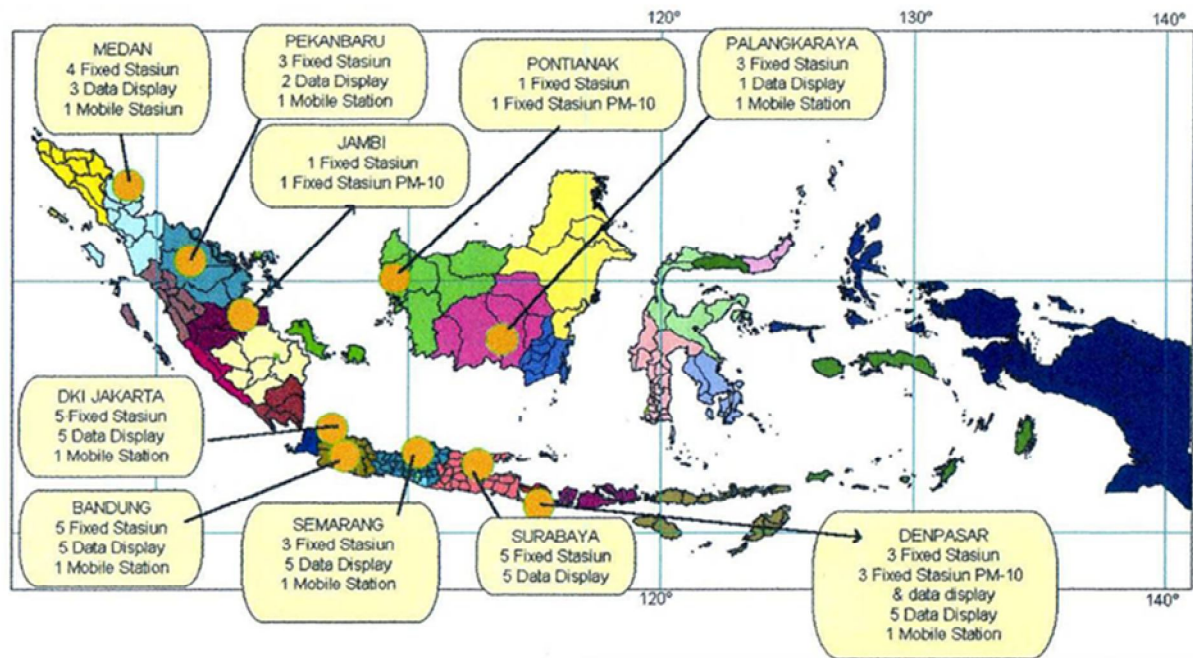 120°
130°
140°
MEDAN
4 Fixed Stasiun
3 Data Display
1 Mobile Stasiun
PEKANBARU
3 Fixed Stasiun
2 Data Display
1 Mobile Station
PONTIANAK
1 Fixed Stasiun
1 Fixed Stasiun PM-10
PALANGKARAYA
3 Fixed Stasiun
1 Data Display
1 Mobile Station
JAMBI
1 Fixed Stasiun
1 Fixed Stasiun PM-10
DKI JAKARTA
5 Fixed Stasiun
5 Data Display
1 Mobile Station
BANDUNG
5 Fixed Stasiun
5 Data Display
1 Mobile Station
SEMARANG
3 Fixed Stasiun
5 Data Display
1 Mobile Station
SURABAYA
5 Fixed Stasiun
5 Data Display
DENPASAR
3 Fixed Stasiun
3 Fixed Stasiun PM-10
& data display
5 Data Display
1 Mobile Station
120°
140°